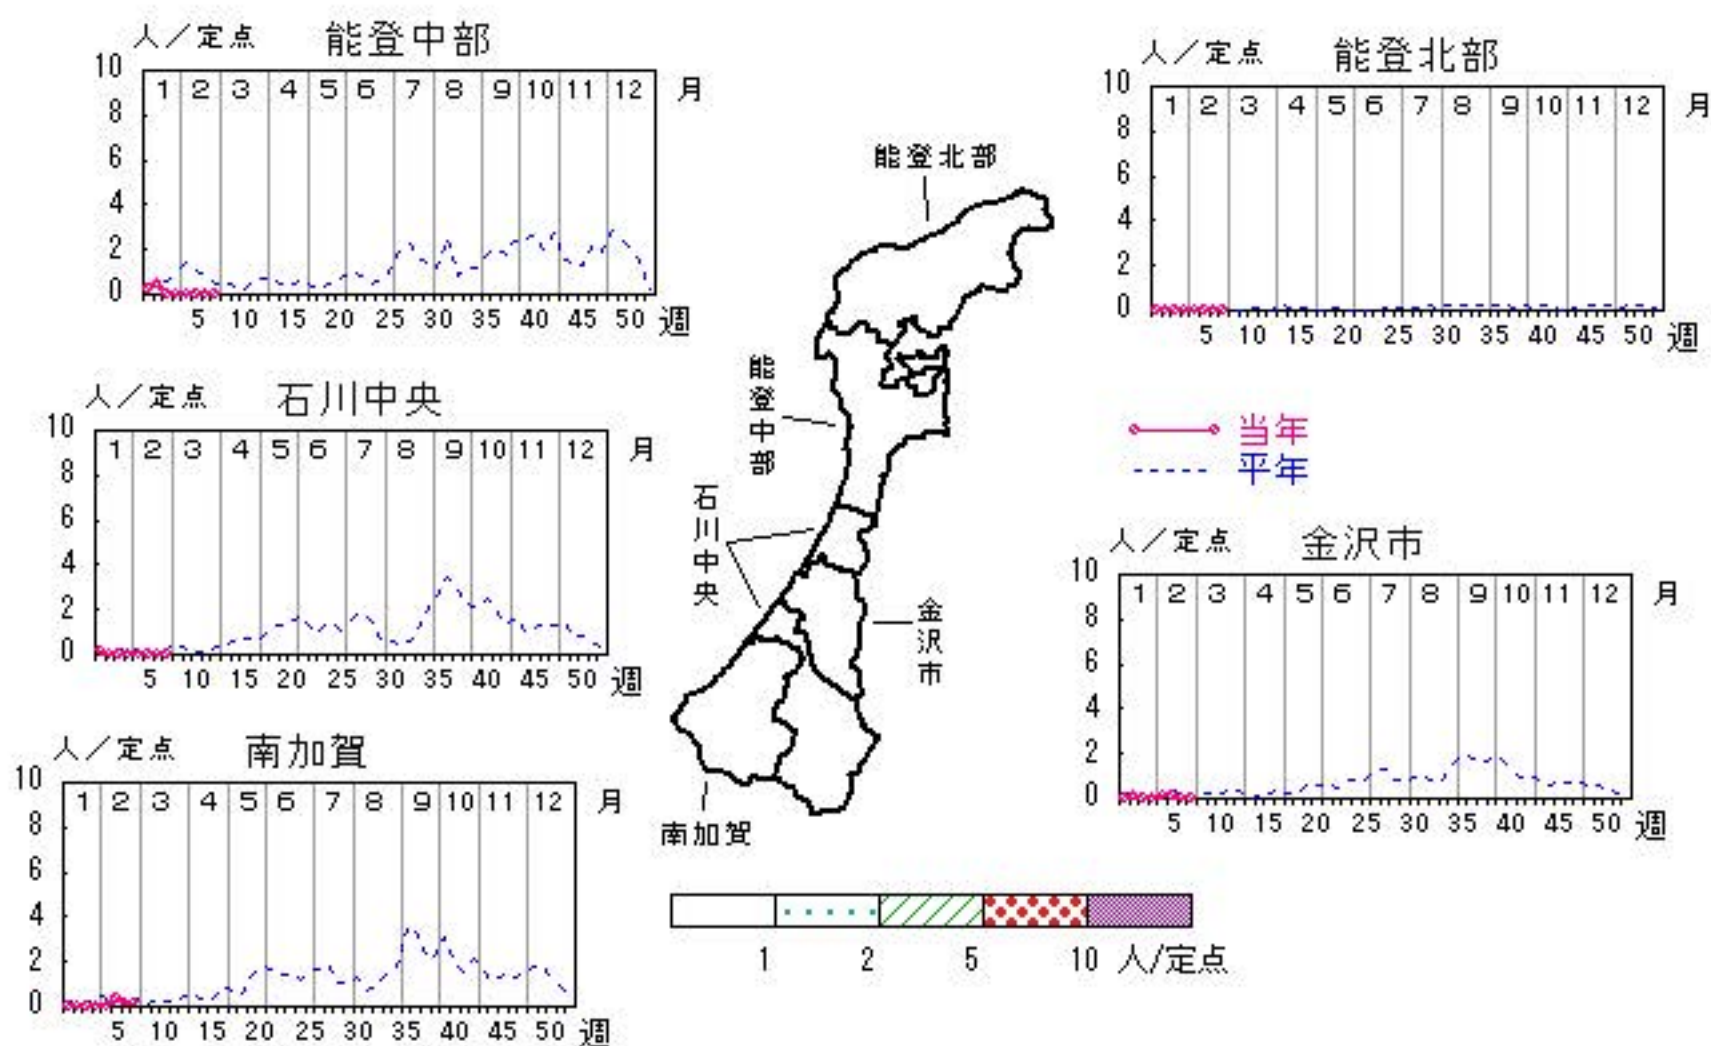 人／定点 能登中部
10 8 6 4 2 0
1 2 3 4 5 6 7 8 9 10 11 12 月
5 10 15 20 25 30 35 40 45 50 週
人／定点 能登北部
10 8 6 4 2 0
1 2 3 4 5 6 7 8 9 10 11 12 月
5 10 15 20 25 30 35 40 45 50 週
人／定点 石川中央
10 8 6 4 2 0
1 2 3 4 5 6 7 8 9 10 11 12 月
5 10 15 20 25 30 35 40 45 50 週
能登北部
能登中部
石川中央
金沢市
南加賀
当年
平年
人／定点 金沢市
10 8 6 4 2 0
1 2 3 4 5 6 7 8 9 10 11 12 月
5 10 15 20 25 30 35 40 45 50 週
人／定点 南加賀
10 8 6 4 2 0
1 2 3 4 5 6 7 8 9 10 11 12 月
5 10 15 20 25 30 35 40 45 50 週
1 2 5 10 人/定点